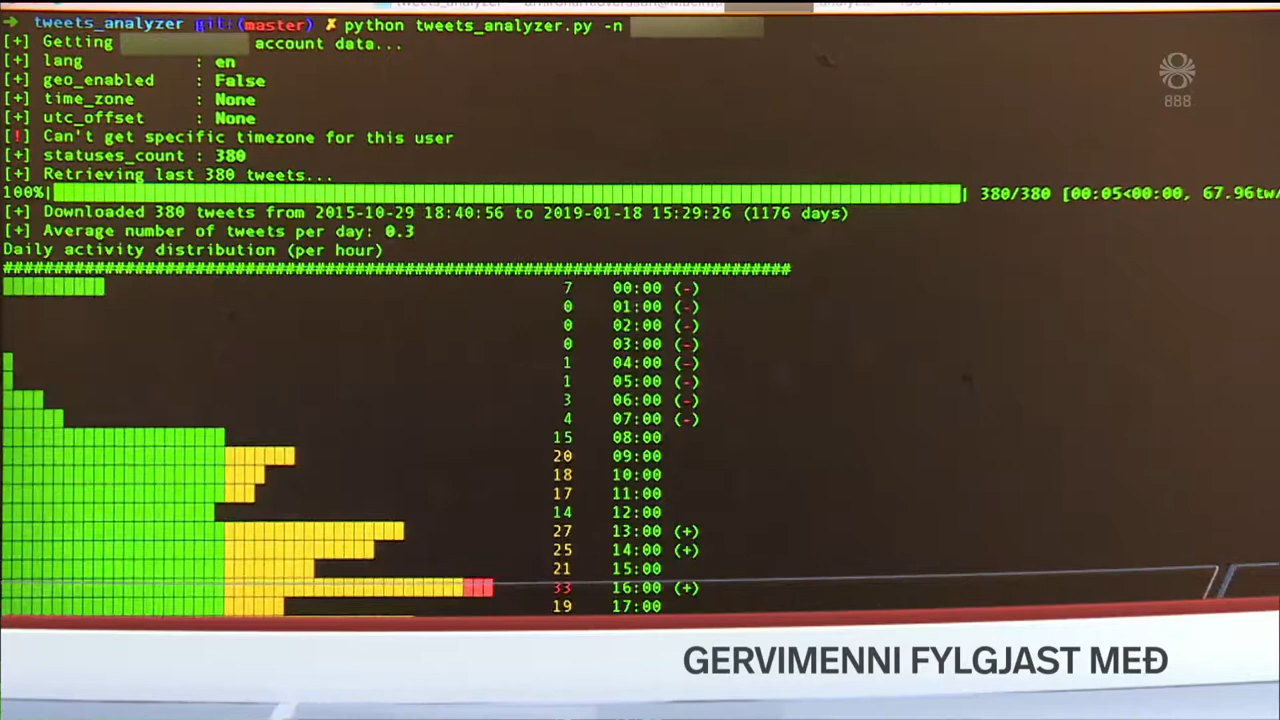 → tweets_analyzer git:(master) ✗ python tweets_analyzer.py -n
[+] Getting account data...
[+] lang : en
[+] geo_enabled : False
[+] time_zone : None
[+] utc_offset : None
[!] Can't get specific timezone for this user
[+] statuses_count : 380
[+] Retrieving last 380 tweets...
100%| | 380/380 [00:05<00:00, 67.96tw/
[+] Downloaded 380 tweets from 2015-10-29 18:40:56 to 2019-01-18 15:29:26 (1176 days)
[+] Average number of tweets per day: 0.3
Daily activity distribution (per hour)
##############################################################################
7 00:00 (-)
0 01:00 (-)
0 02:00 (-)
0 03:00 (-)
1 04:00 (-)
1 05:00 (-)
3 06:00 (-)
4 07:00 (-)
15 08:00
20 09:00
18 10:00
17 11:00
14 12:00
27 13:00 (+)
25 14:00 (+)
21 15:00
33 16:00 (+)
19 17:00
888
GERVIMENNI FYLGJAST MEÐ